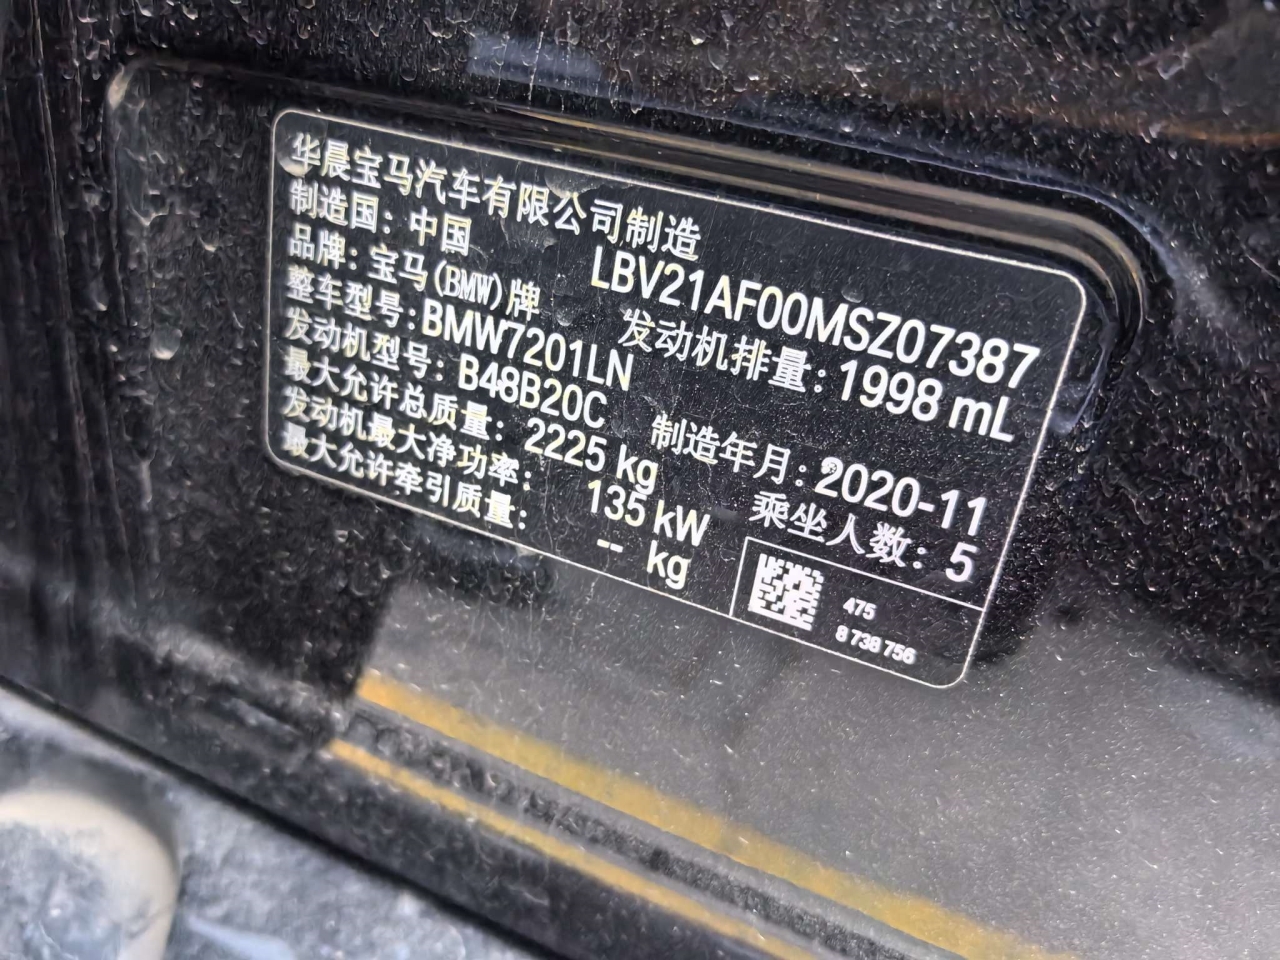 华晨宝马汽车有限公司制造
制造国：中国
LBV21AF00MSZ07387
品牌：宝马(BMW)牌
发动机排量：1998 mL
整车型号：BMW7201LN
发动机型号：B48B20C
制造年月：2020-11
最大允许总质量：2225 kg
乘坐人数：5
发动机最大净功率：135 kW
最大允许牵引质量：-- kg
475
8 738 756